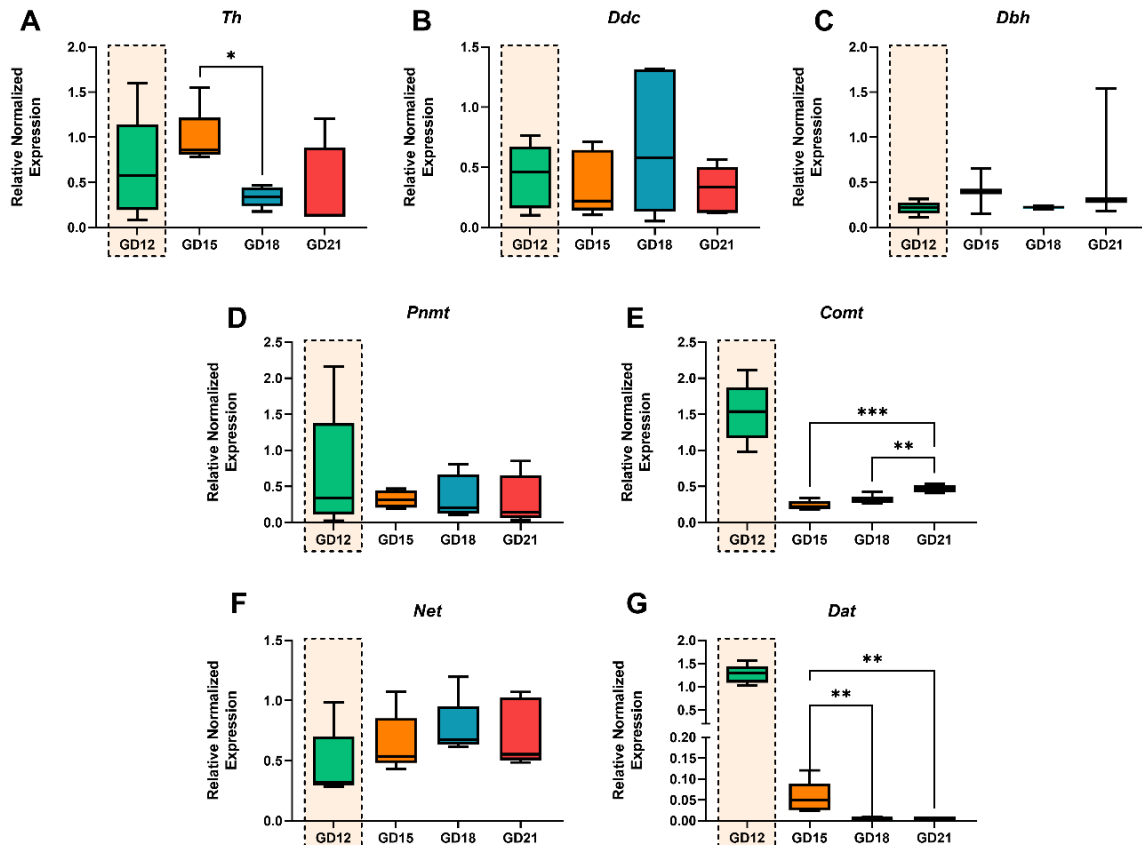 A
Th
Relative Normalized
Expression
2.0
1.5
1.0
0.5
0.0
*
GD12 GD15 GD18 GD21
B
Ddc
Relative Normalized
Expression
1.5
1.0
0.5
0.0
GD12 GD15 GD18 GD21
C
Dbh
Relative Normalized
Expression
2.0
1.5
1.0
0.5
0.0
GD12 GD15 GD18 GD21
D
Pnmt
Relative Normalized
Expression
2.5
2.0
1.5
1.0
0.5
0.0
GD12 GD15 GD18 GD21
E
Comt
Relative Normalized
Expression
2.5
2.0
1.5
1.0
0.5
0.0
***
**
GD12 GD15 GD18 GD21
F
Net
Relative Normalized
Expression
1.5
1.0
0.5
0.0
GD12 GD15 GD18 GD21
G
Dat
Relative Normalized
Expression
2.0
1.5
1.0
0.5
0.20
0.15
0.10
0.05
0.00
**
**
GD12 GD15 GD18 GD21